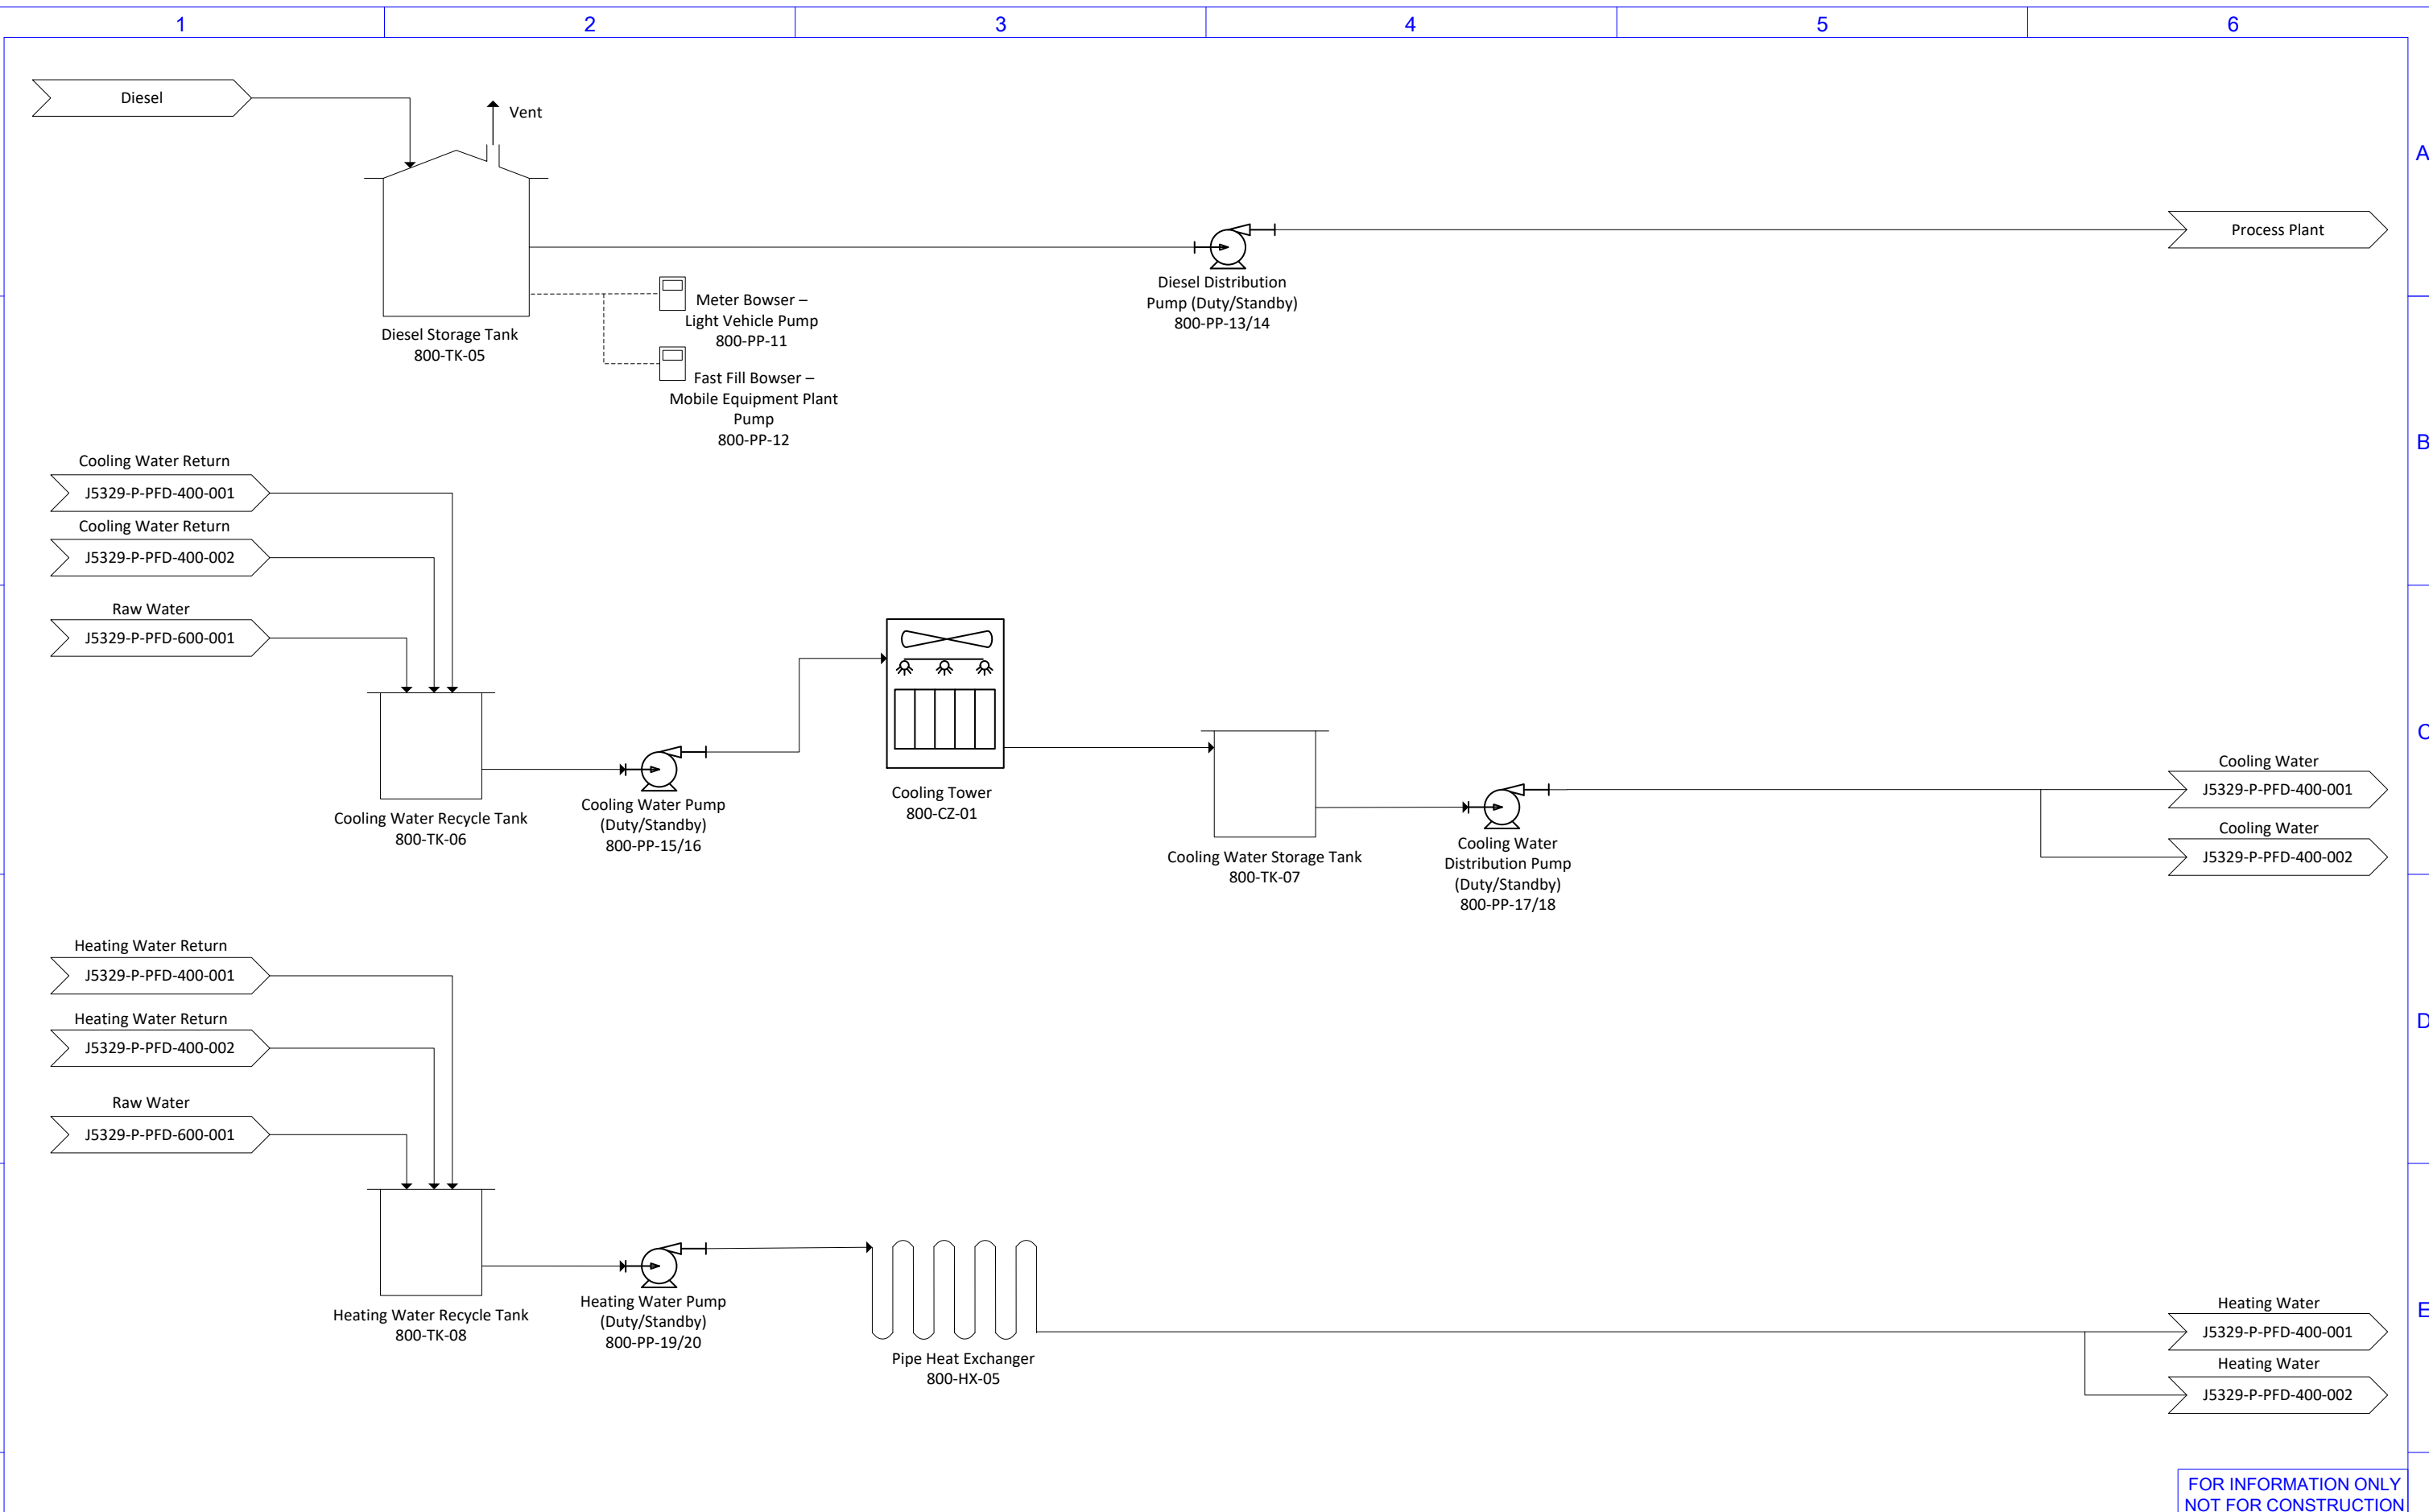 1
2
3
4
5
6
Diesel
Vent
A
Process Plant
Diesel Distribution
Pump (Duty/Standby)
800-PP-13/14
Meter Bowser –
Light Vehicle Pump
800-PP-11
Diesel Storage Tank
800-TK-05
Fast Fill Bowser –
Mobile Equipment Plant
Pump
800-PP-12
B
Cooling Water Return
J5329-P-PFD-400-001
Cooling Water Return
J5329-P-PFD-400-002
Raw Water
J5329-P-PFD-600-001
Cooling Water Recycle Tank
800-TK-06
Cooling Water Pump
(Duty/Standby)
800-PP-15/16
Cooling Tower
800-CZ-01
Cooling Water Storage Tank
800-TK-07
Cooling Water
Distribution Pump
(Duty/Standby)
800-PP-17/18
C
Cooling Water
J5329-P-PFD-400-001
Cooling Water
J5329-P-PFD-400-002
Heating Water Return
J5329-P-PFD-400-001
Heating Water Return
J5329-P-PFD-400-002
D
Raw Water
J5329-P-PFD-600-001
Heating Water Recycle Tank
800-TK-08
Heating Water Pump
(Duty/Standby)
800-PP-19/20
Pipe Heat Exchanger
800-HX-05
E
Heating Water
J5329-P-PFD-400-001
Heating Water
J5329-P-PFD-400-002
FOR INFORMATION ONLY
NOT FOR CONSTRUCTION